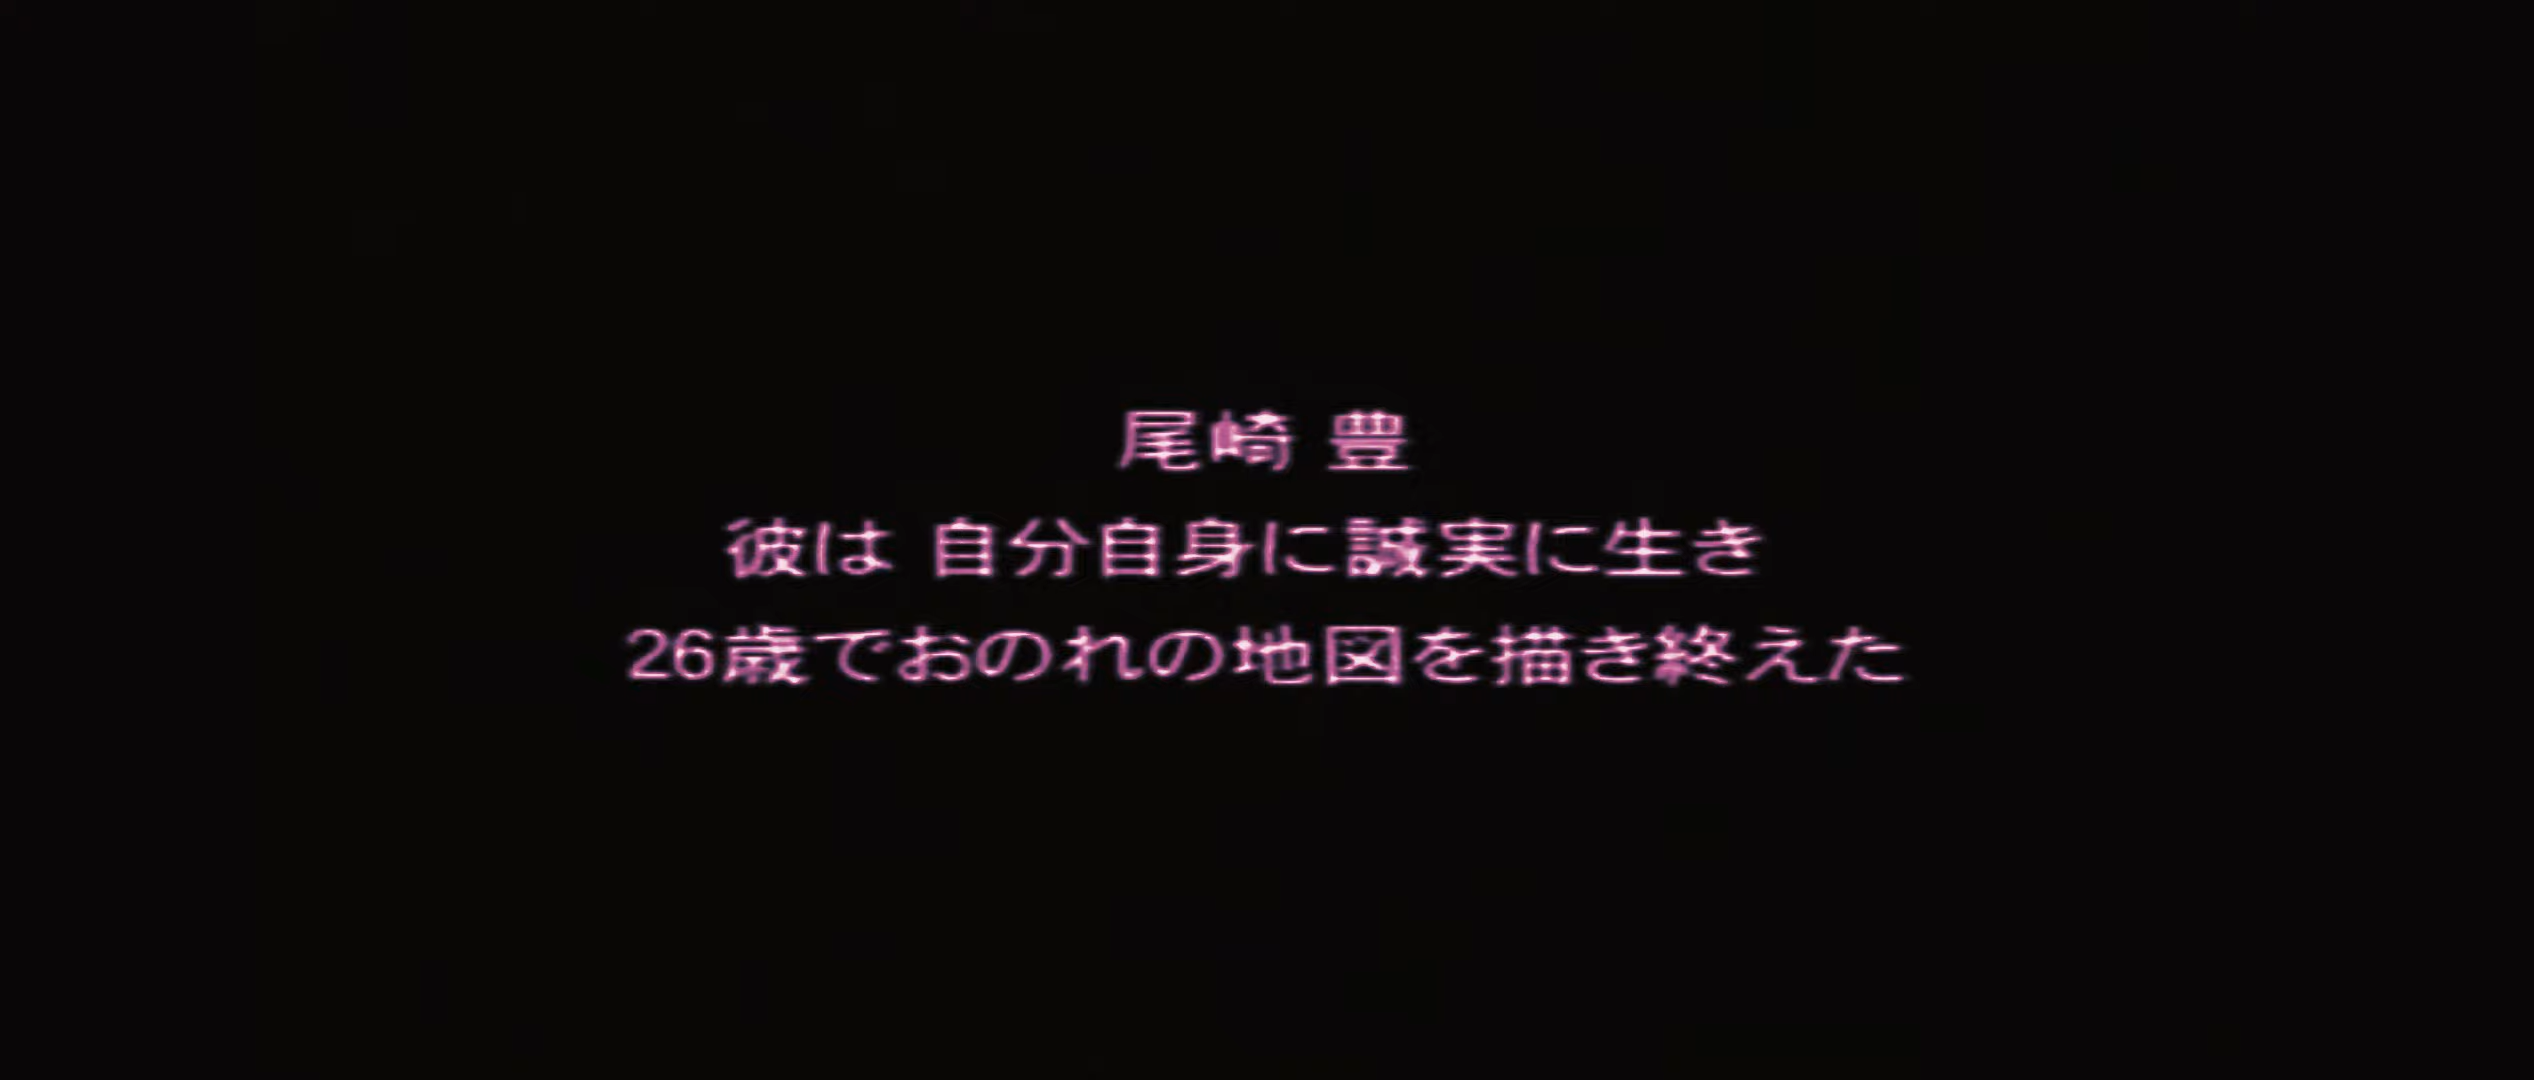 尾崎 豊
彼は 自分自身に誠実に生き
26歳でおのれの地図を描き終えた